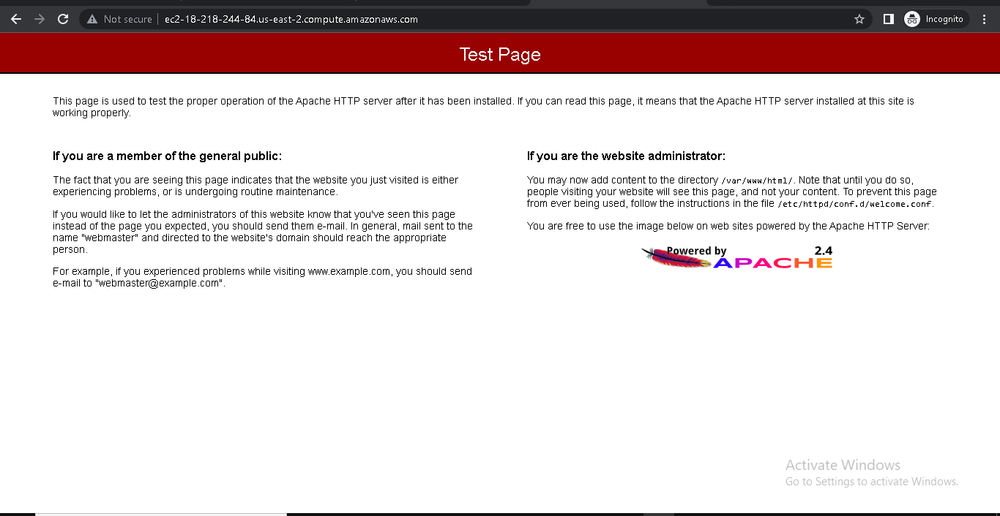 Not secure | ec2-18-218-244-84.us-east-2.compute.amazonaws.com
Incognito
Test Page
This page is used to test the proper operation of the Apache HTTP server after it has been installed. If you can read this page, it means that the Apache HTTP server installed at this site is
working properly.
If you are a member of the general public:
The fact that you are seeing this page indicates that the website you just visited is either
experiencing problems, or is undergoing routine maintenance.
If you would like to let the administrators of this website know that you've seen this page
instead of the page you expected, you should send them e-mail. In general, mail sent to the
name "webmaster" and directed to the website's domain should reach the appropriate
person.
For example, if you experienced problems while visiting www.example.com, you should send
e-mail to "webmaster@example.com".
If you are the website administrator:
You may now add content to the directory /var/www/html/. Note that until you do so,
people visiting your website will see this page, and not your content. To prevent this page
from ever being used, follow the instructions in the file /etc/httpd/conf.d/welcome.conf.
You are free to use the image below on web sites powered by the Apache HTTP Server:
Powered by 2.4
APACHE
Activate Windows
Go to Settings to activate Windows.